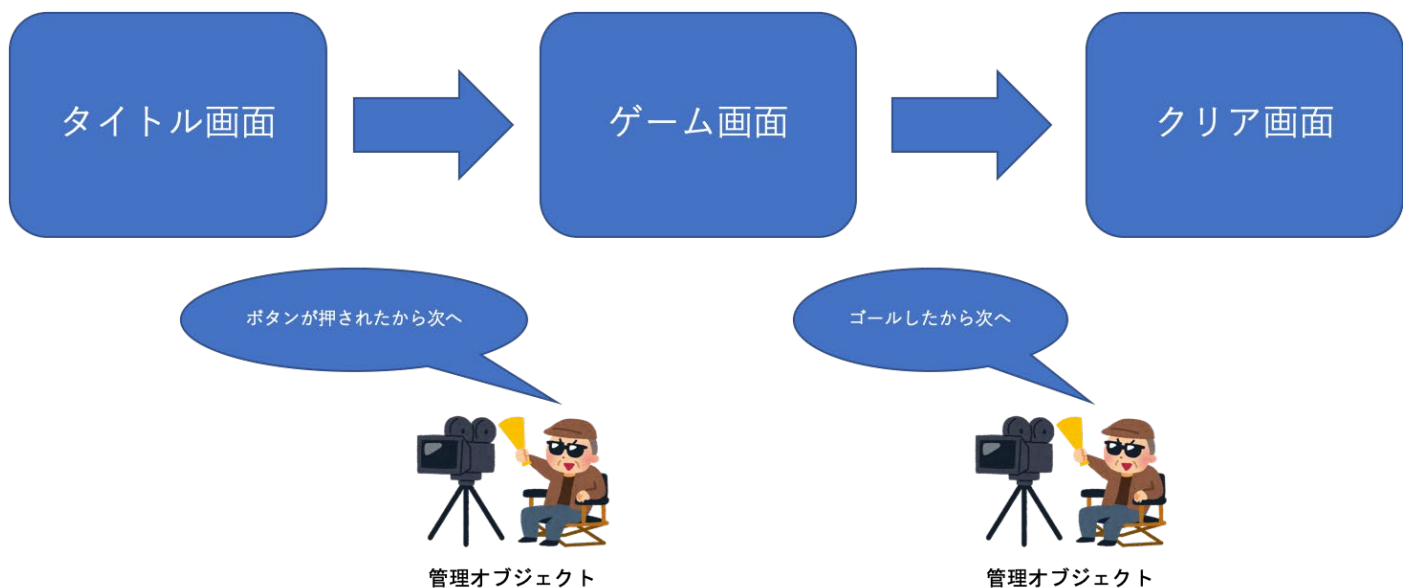 タイトル画面
ゲーム画面
クリア画面
ボタンが押されたから次へ
ゴールしたから次へ
管理オブジェクト
管理オブジェクト